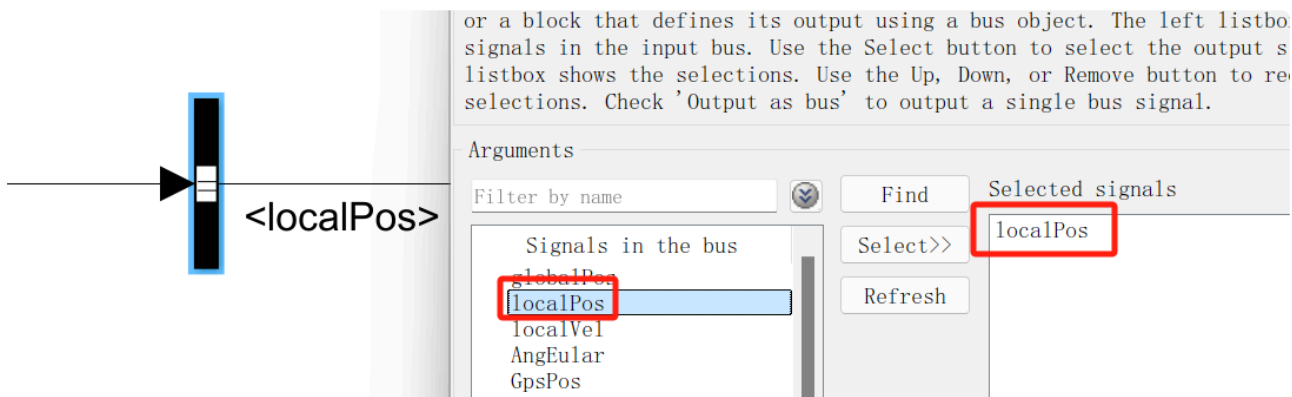 or a block that defines its output using a bus object. The left listbo
signals in the input bus. Use the Select button to select the output s
listbox shows the selections. Use the Up, Down, or Remove button to re
selections. Check 'Output as bus' to output a single bus signal.
Arguments
Filter by name
Find
Selected signals
Signals in the bus
Select>>
localPos
globalPos
localPos
Refresh
localVel
AngEular
GpsPos
<localPos>